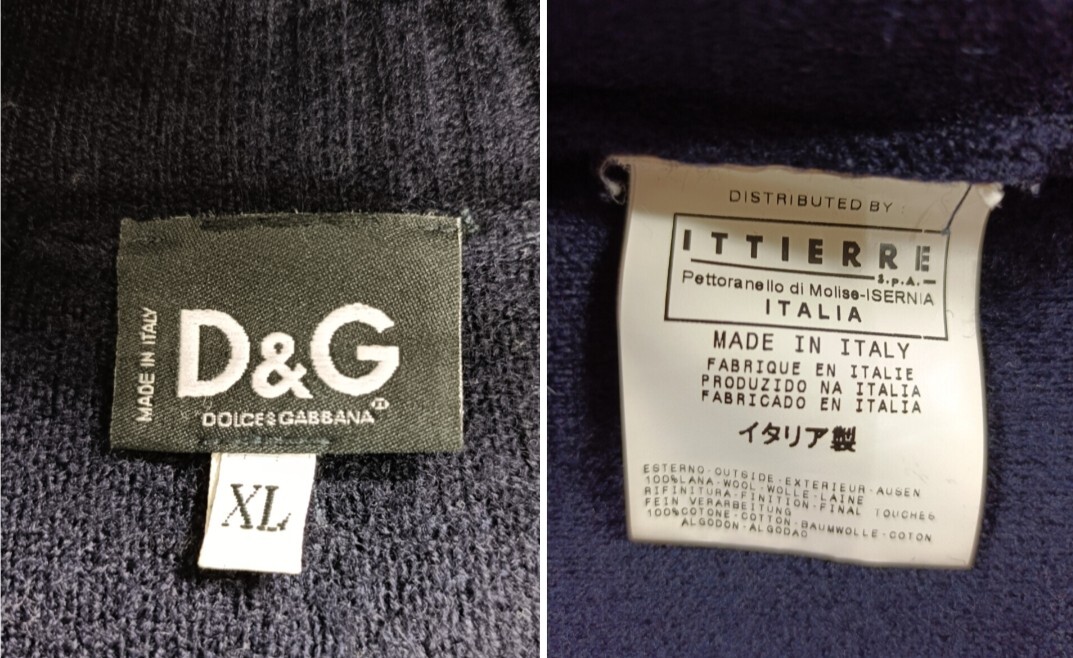 MADE IN ITALY
D&G
DOLCE&GABBANA
XL
DISTRIBUTED BY :
ITTIERRE
S.p.A.
Pettoranello di Molise-ISERNIA
ITALIA
MADE IN ITALY
FABRIQUE EN ITALIE
PRODUZIDO NA ITALIA
FABRICADO EN ITALIA
イタリア製
ESTERNO-OUTSIDE-EXTERIEUR-AUSEN
100%LANA-WOOL-WOLLE-LAINE
RIFINITURA-FINITION-FINAL TOUCHES
FEIN VERARBEITUNG
100%COTONE-COTTON-BAUMWOLLE-COTON
ALGODON-ALGODAO